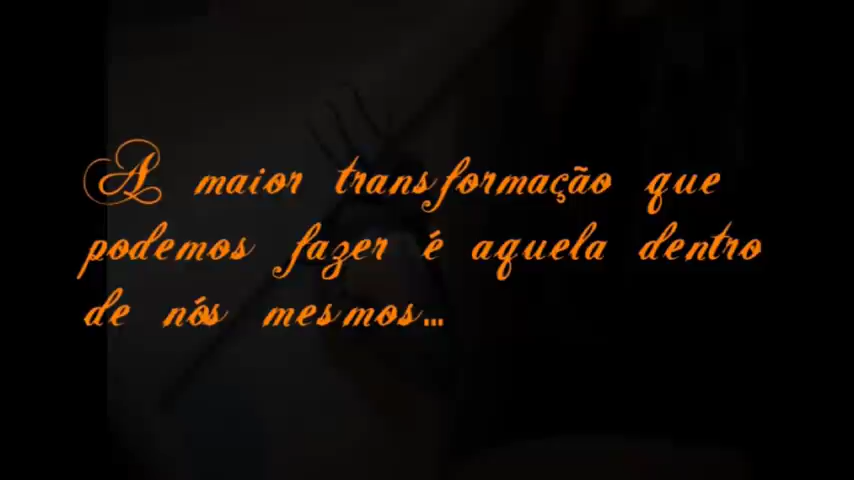 A maior transformação que
podemos fazer é aquela dentro
de nós mesmos...